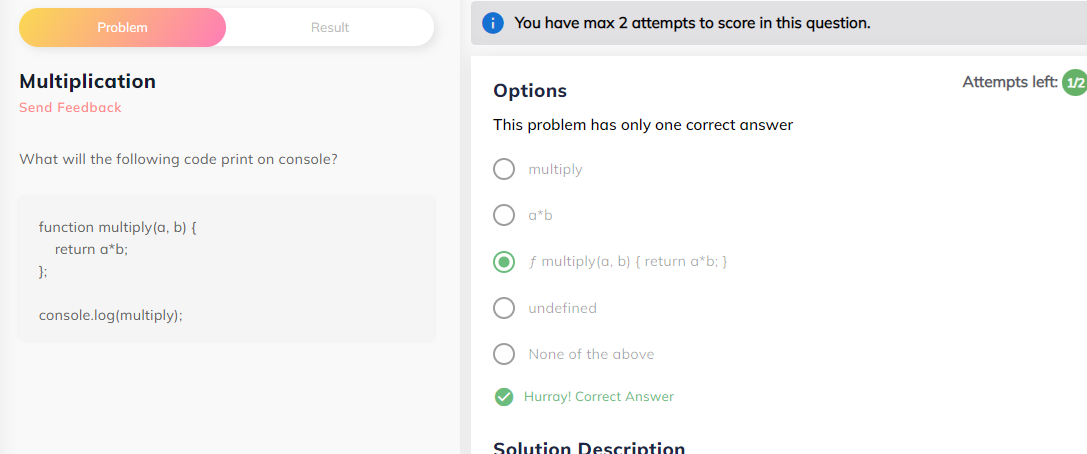 Problem
Result
Multiplication
Send Feedback
What will the following code print on console?
function multiply(a, b) {
    return a*b;
};
console.log(multiply);
You have max 2 attempts to score in this question.
Attempts left: 1/2
Options
This problem has only one correct answer
multiply
a*b
ƒ multiply(a, b) { return a*b; }
undefined
None of the above
Hurray! Correct Answer
Solution Description